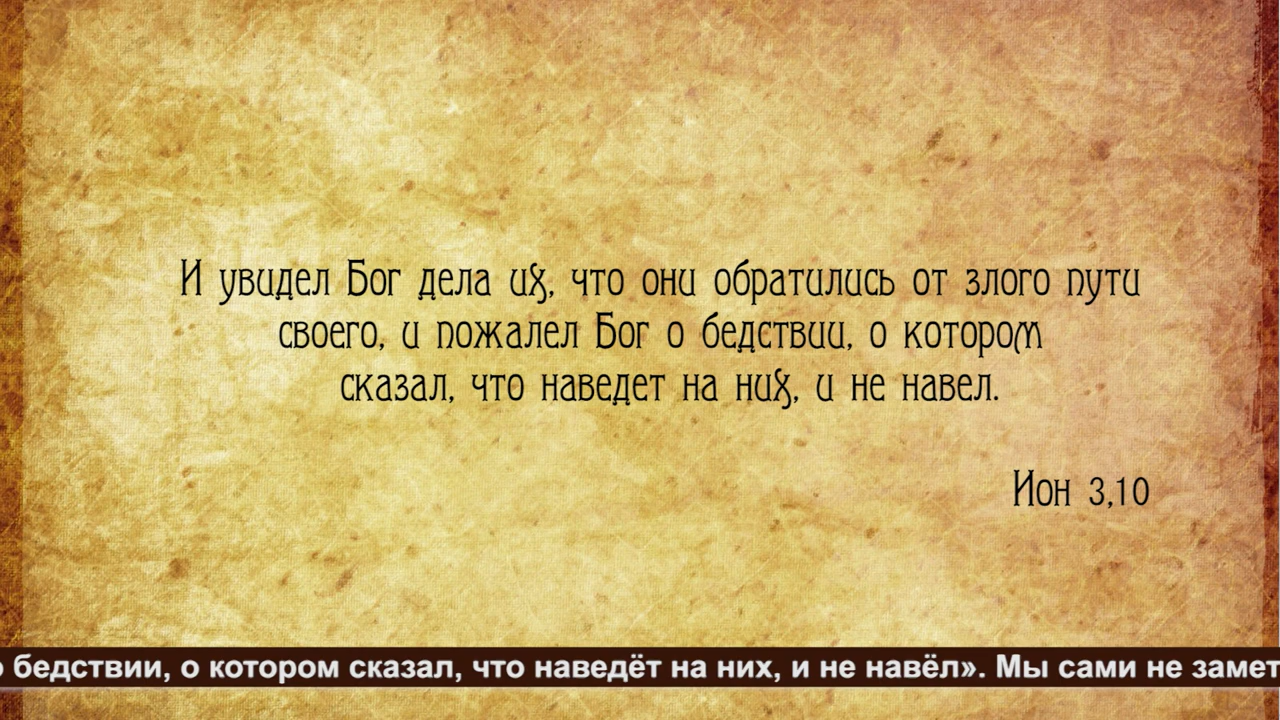 И увидел Бог дела их, что они обратились от злого пути
своего, и пожалел Бог о бедствии, о котором
сказал, что наведет на них, и не навел.
Ион 3,10
о бедствии, о котором сказал, что наведёт на них, и не навёл». Мы сами не замет